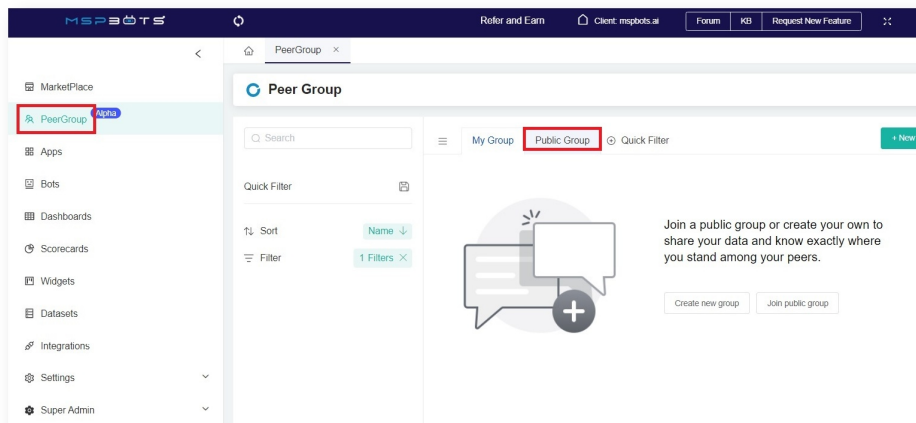 MSPBOTS
Refer and Earn
Client: mspbots.ai
Forum
KB
Request New Feature
PeerGroup ×
MarketPlace
PeerGroup Alpha
Apps
Bots
Dashboards
Scorecards
Widgets
Datasets
Integrations
Settings
Super Admin
Peer Group
Search
Quick Filter
Sort Name ↓
Filter 1 Filters ×
My Group
Public Group
Quick Filter
+ New
Join a public group or create your own to
share your data and know exactly where
you stand among your peers.
Create new group
Join public group